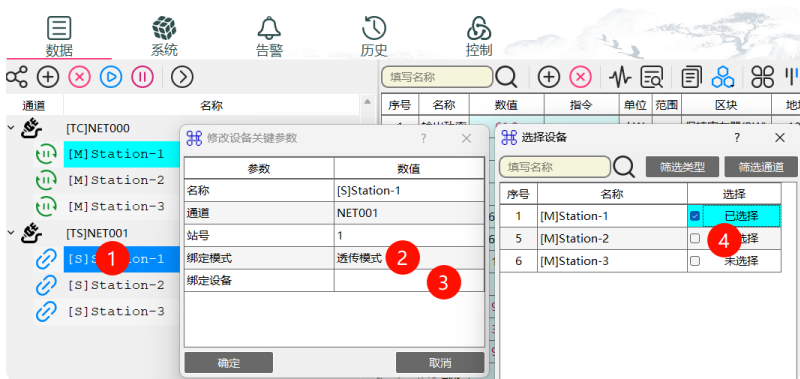 数据 系统 告警 历史 控制
填写名称
通道 名称
序号 名称 数值 指令 单位 范围 区块
[TC]NET000
[M]Station-1
[M]Station-2
[M]Station-3
[TS]NET001
1
[S]Station-2
[S]Station-3
修改设备关键参数 ? ×
参数 数值
名称 [S]Station-1
通道 NET001
站号 1
绑定模式 透传模式 2
绑定设备 3
确定 取消
选择设备 ? ×
填写名称 筛选类型 筛选通道
序号 名称 选择
1 [M]Station-1 已选择
5 [M]Station-2 4 选择
6 [M]Station-3 未选择